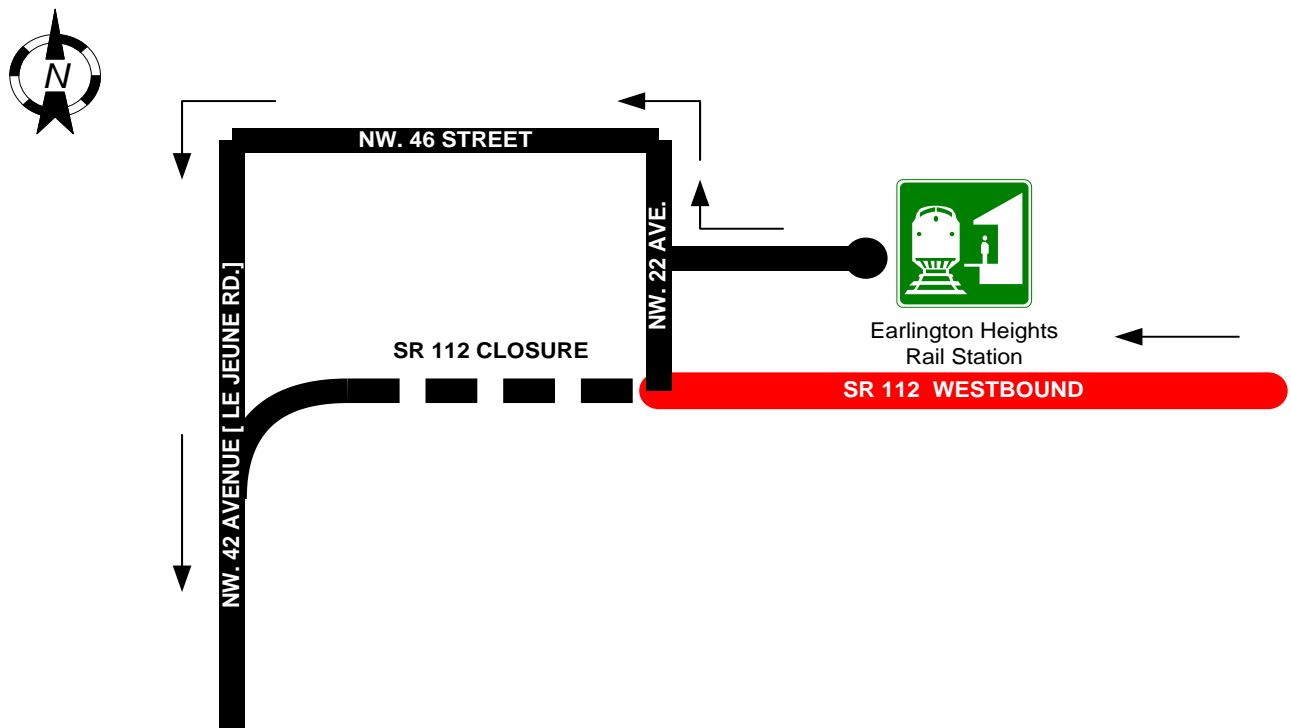 N
NW. 46 STREET
NW. 22 AVE.
NW. 42 AVENUE [ LE JEUNE RD.]
Earlington Heights
Rail Station
SR 112 CLOSURE
SR 112  WESTBOUND